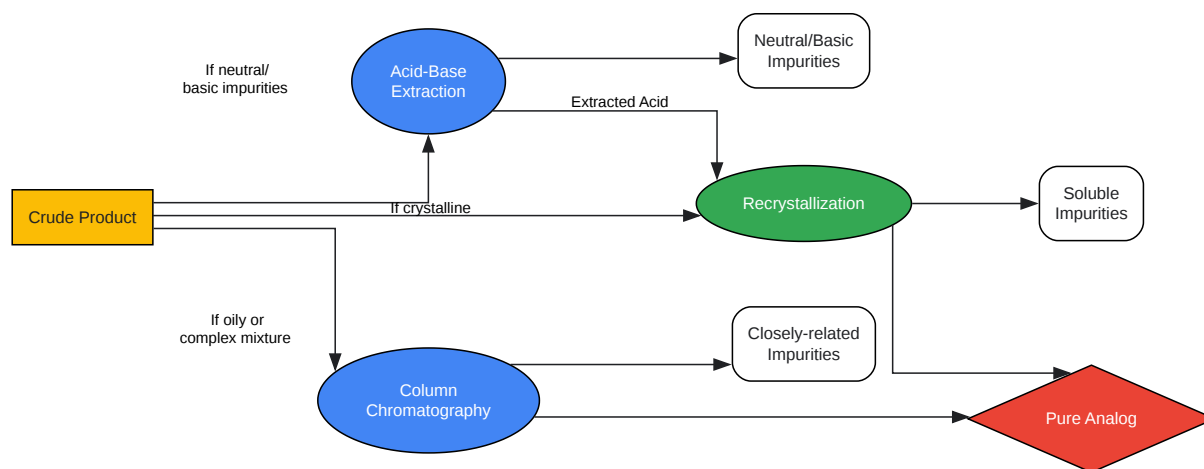 If neutral/
basic impurities
Acid-Base
Extraction
Neutral/Basic
Impurities
Extracted Acid
Crude Product
If crystalline
Recrystallization
Soluble
Impurities
If oily or
complex mixture
Closely-related
Impurities
Column
Chromatography
Pure Analog